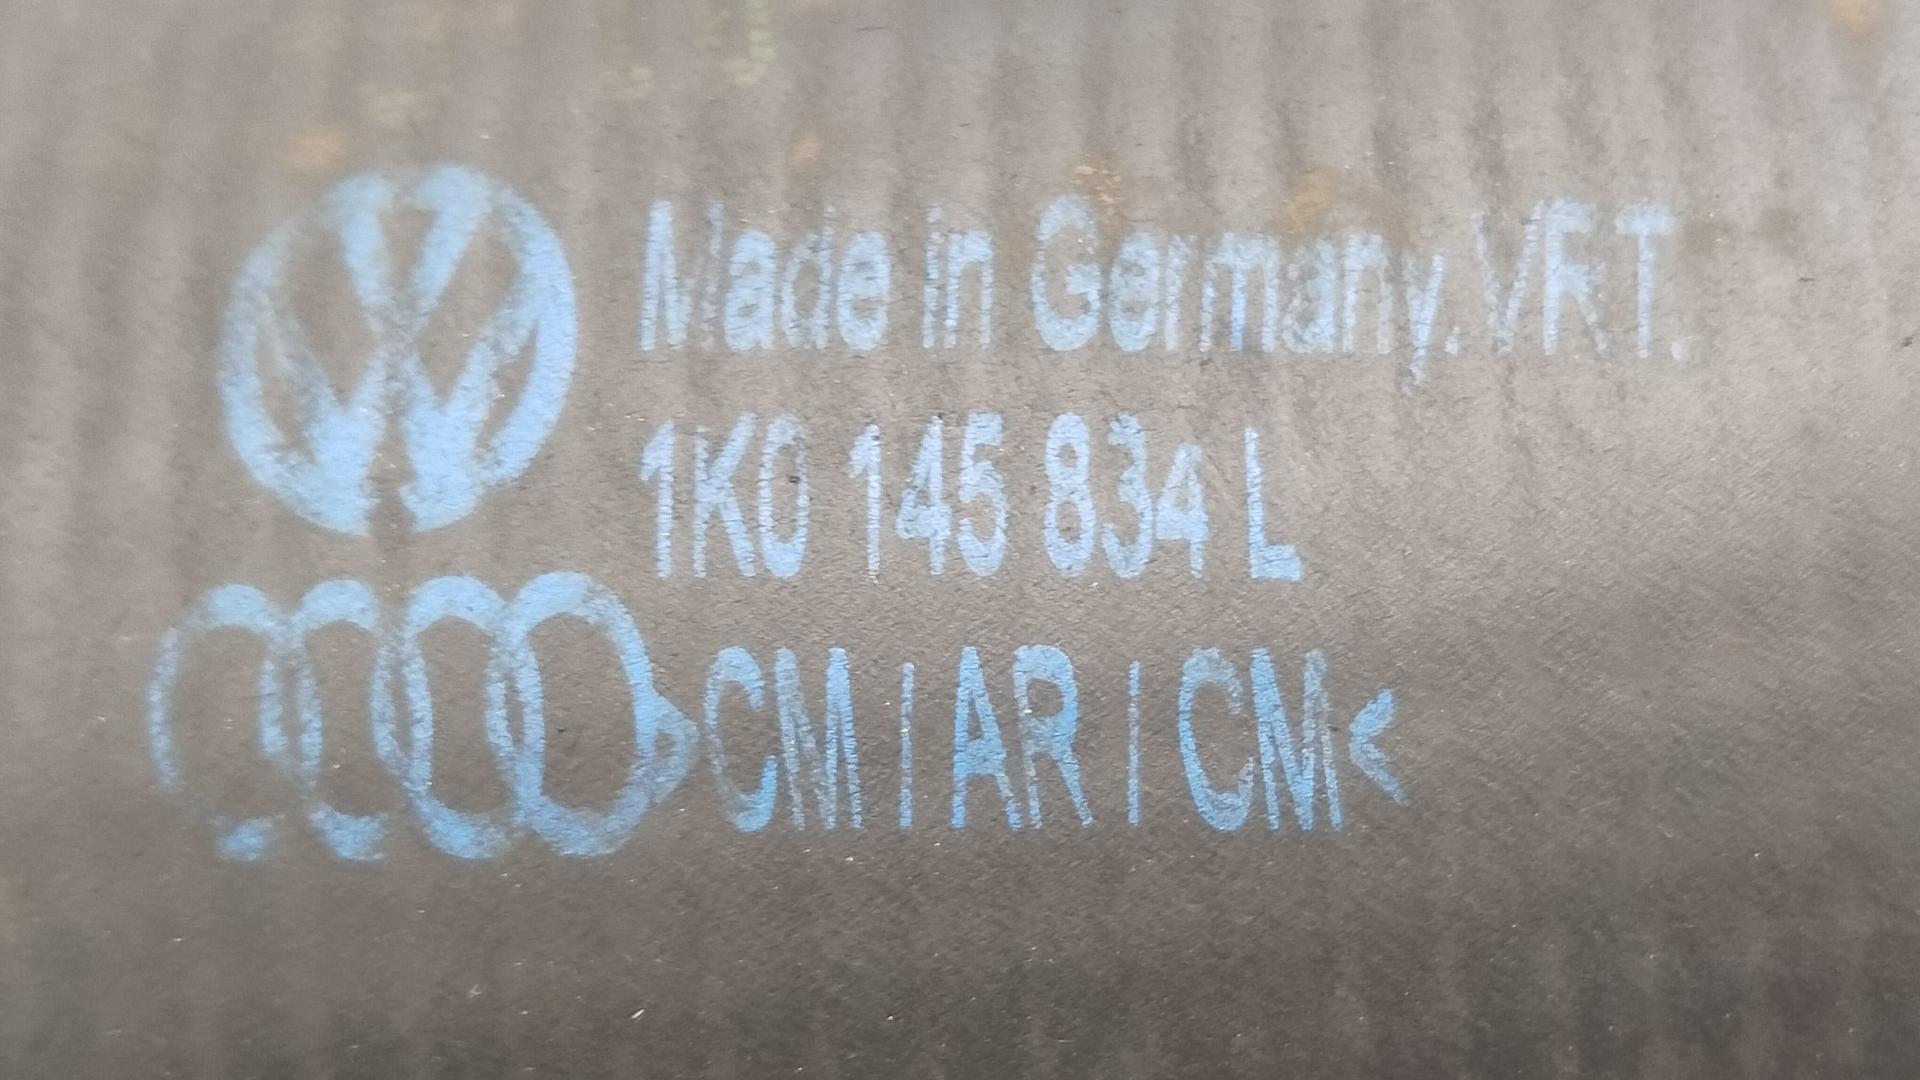 Made in Germany. VRT.
1K0 145 834 L
>CM / AR / CM<